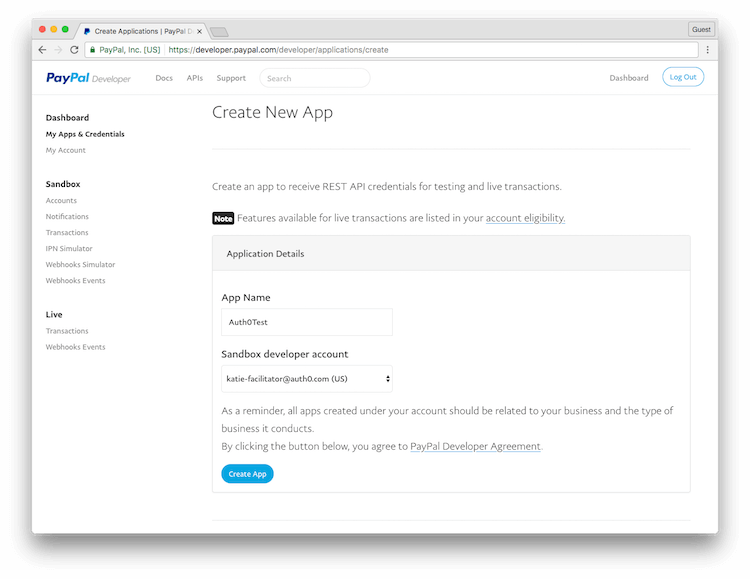 Create Applications | PayPal D
Guest
PayPal, Inc. [US]
https://developer.paypal.com/developer/applications/create
PayPal Developer
Docs
APIs
Support
Search
Dashboard
Log Out
Dashboard
My Apps & Credentials
My Account
Sandbox
Accounts
Notifications
Transactions
IPN Simulator
Webhooks Simulator
Webhooks Events
Live
Transactions
Webhooks Events
Create New App
Create an app to receive REST API credentials for testing and live transactions.
Note Features available for live transactions are listed in your account eligibility.
Application Details
App Name
Auth0Test
Sandbox developer account
katie-facilitator@auth0.com (US)
As a reminder, all apps created under your account should be related to your business and the type of
business it conducts.
By clicking the button below, you agree to PayPal Developer Agreement.
Create App